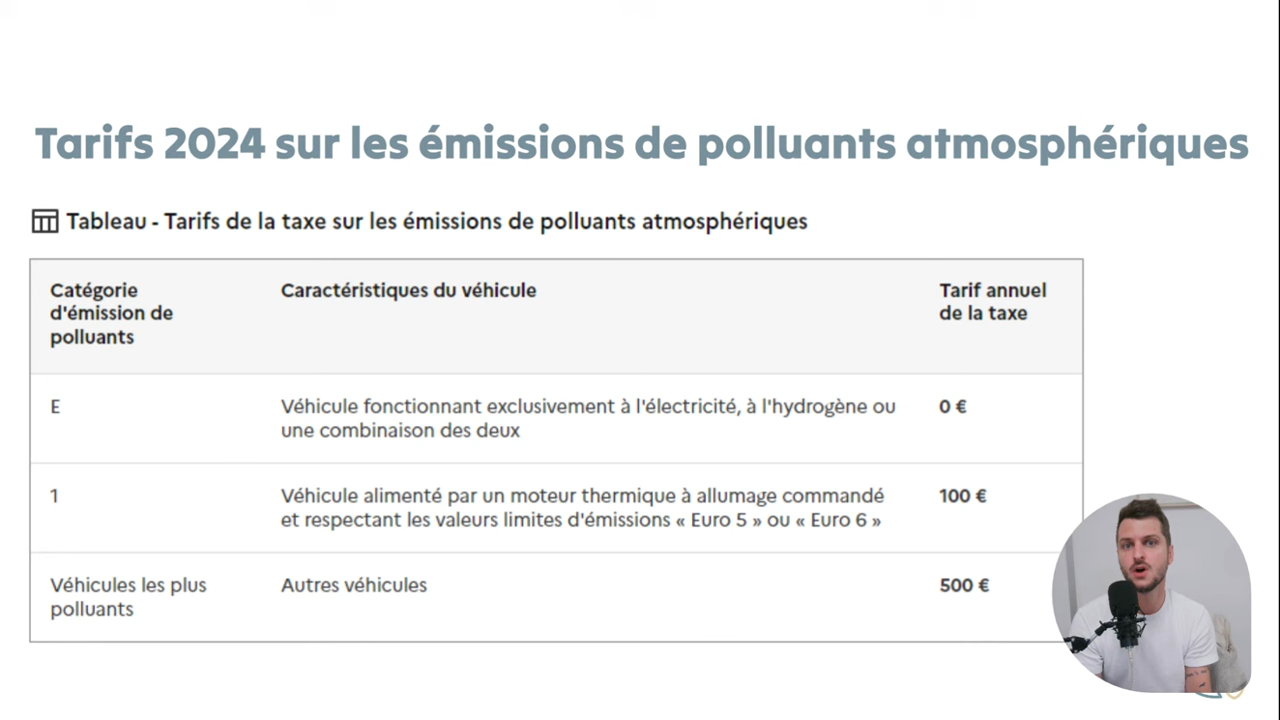 Tarifs 2024 sur les émissions de polluants atmosphériques
Tableau - Tarifs de la taxe sur les émissions de polluants atmosphériques
Catégorie d'émission de polluants
Caractéristiques du véhicule
Tarif annuel de la taxe
E
Véhicule fonctionnant exclusivement à l'électricité, à l'hydrogène ou
une combinaison des deux
0 €
1
Véhicule alimenté par un moteur thermique à allumage commandé
et respectant les valeurs limites d'émissions « Euro 5 » ou « Euro 6 »
100 €
Véhicules les plus
polluants
Autres véhicules
500 €